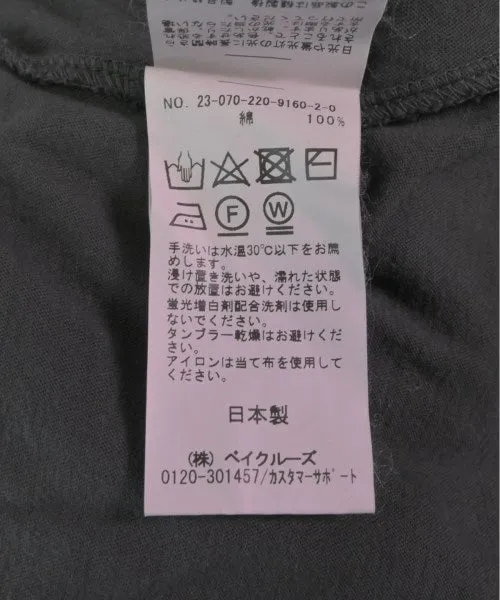 NO. 23-070-220-9160-2-0
綿 100%
F W
手洗いは水温30℃以下をお薦
めします。
浸け置き洗いや、濡れた状態
での放置はお避けください。
蛍光増白剤配合洗剤は使用し
ないでください。
タンブラー乾燥はお避けくださ
い。
アイロンは当て布を使用して
ください。
日本製
(株) ベイクルーズ
0120-301457/カスタマーサポート